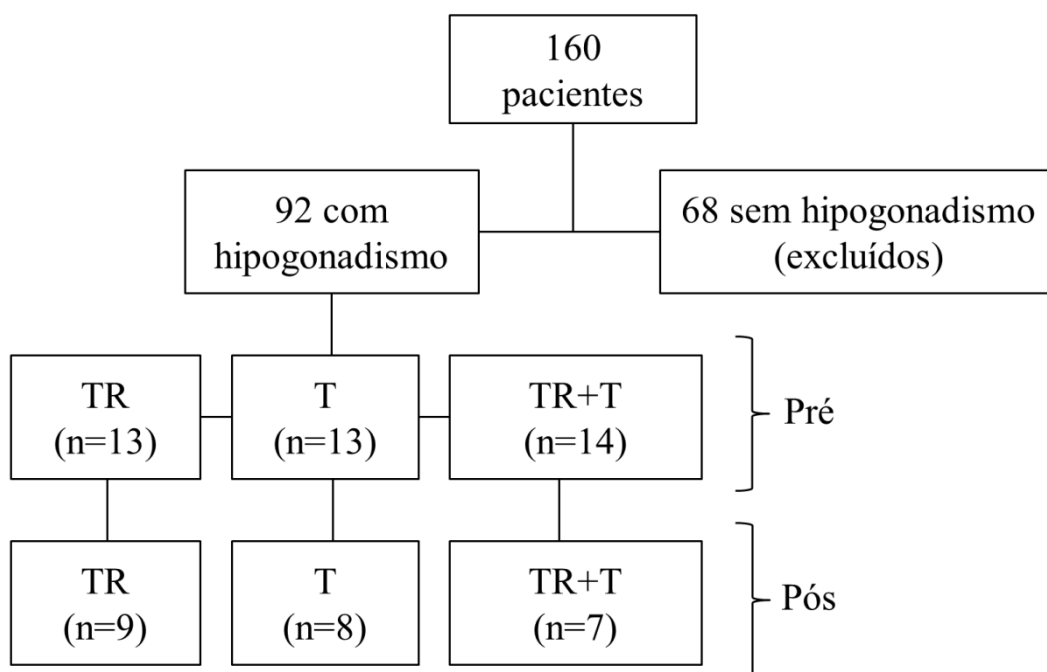 160
pacientes
92 com
hipogonadismo
68 sem hipogonadismo
(excluídos)
TR
(n=13)
T
(n=13)
TR+T
(n=14)
Pré
TR
(n=9)
T
(n=8)
TR+T
(n=7)
Pós